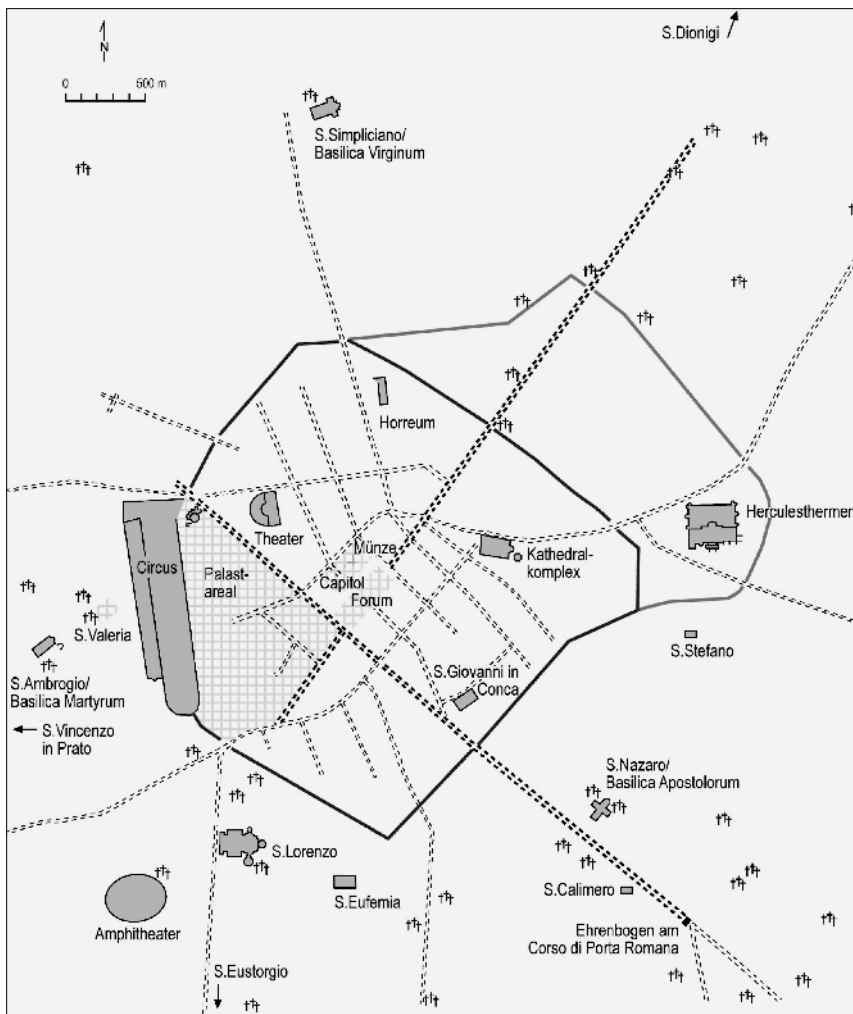 S.Dionigi
N
0 500 m
S.Simpliciano/
Basilica Virginum
Horreum
Theater
Münze
Herculesthermen
Circus
Palast-
areal
Capitol
Forum
Kathedral-
komplex
S.Valeria
S.Stefano
S.Ambrogio/
Basilica Martyrum
S.Giovanni in
Conca
S.Vincenzo
in Prato
S.Nazaro/
Basilica Apostolorum
S.Lorenzo
S.Eufemia
S.Calimero
Amphitheater
Ehrenbogen am
Corso di Porta Romana
S.Eustorgio